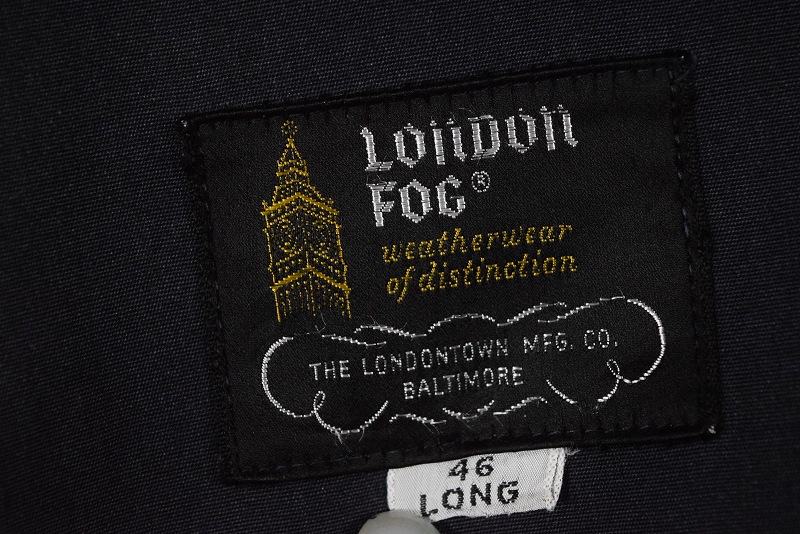 LONDON
FOG®
weatherwear
of distinction
THE LONDONTOWN MFG. CO.
BALTIMORE
46
LONG